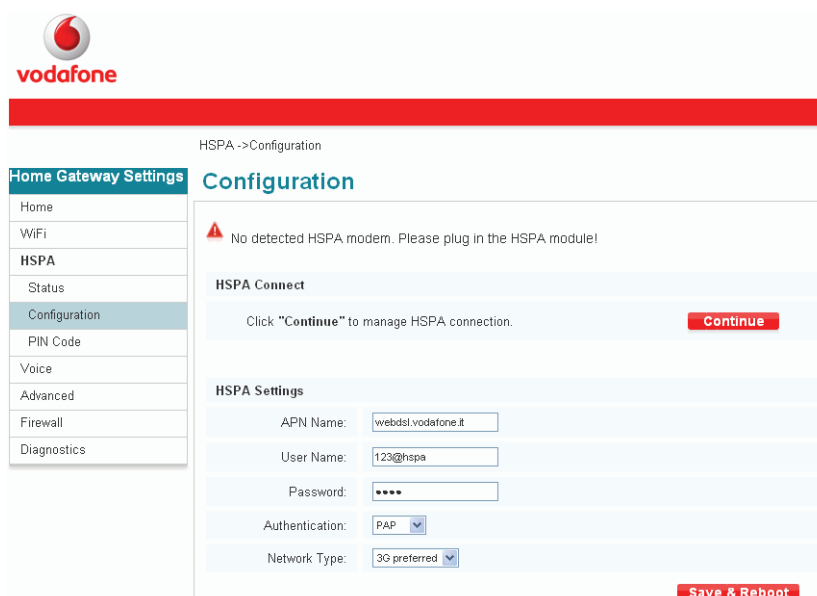 vodafone
HSPA ->Configuration
Home Gateway Settings
Home
WiFi
HSPA
Status
Configuration
PIN Code
Voice
Advanced
Firewall
Diagnostics
Configuration
No detected HSPA modem. Please plug in the HSPA module!
HSPA Connect
Click "Continue" to manage HSPA connection.
Continue
HSPA Settings
APN Name: webdsl.vodafone.it
User Name: 123@hspa
Password: ••••
Authentication: PAP
Network Type: 3G preferred
Save & Reboot